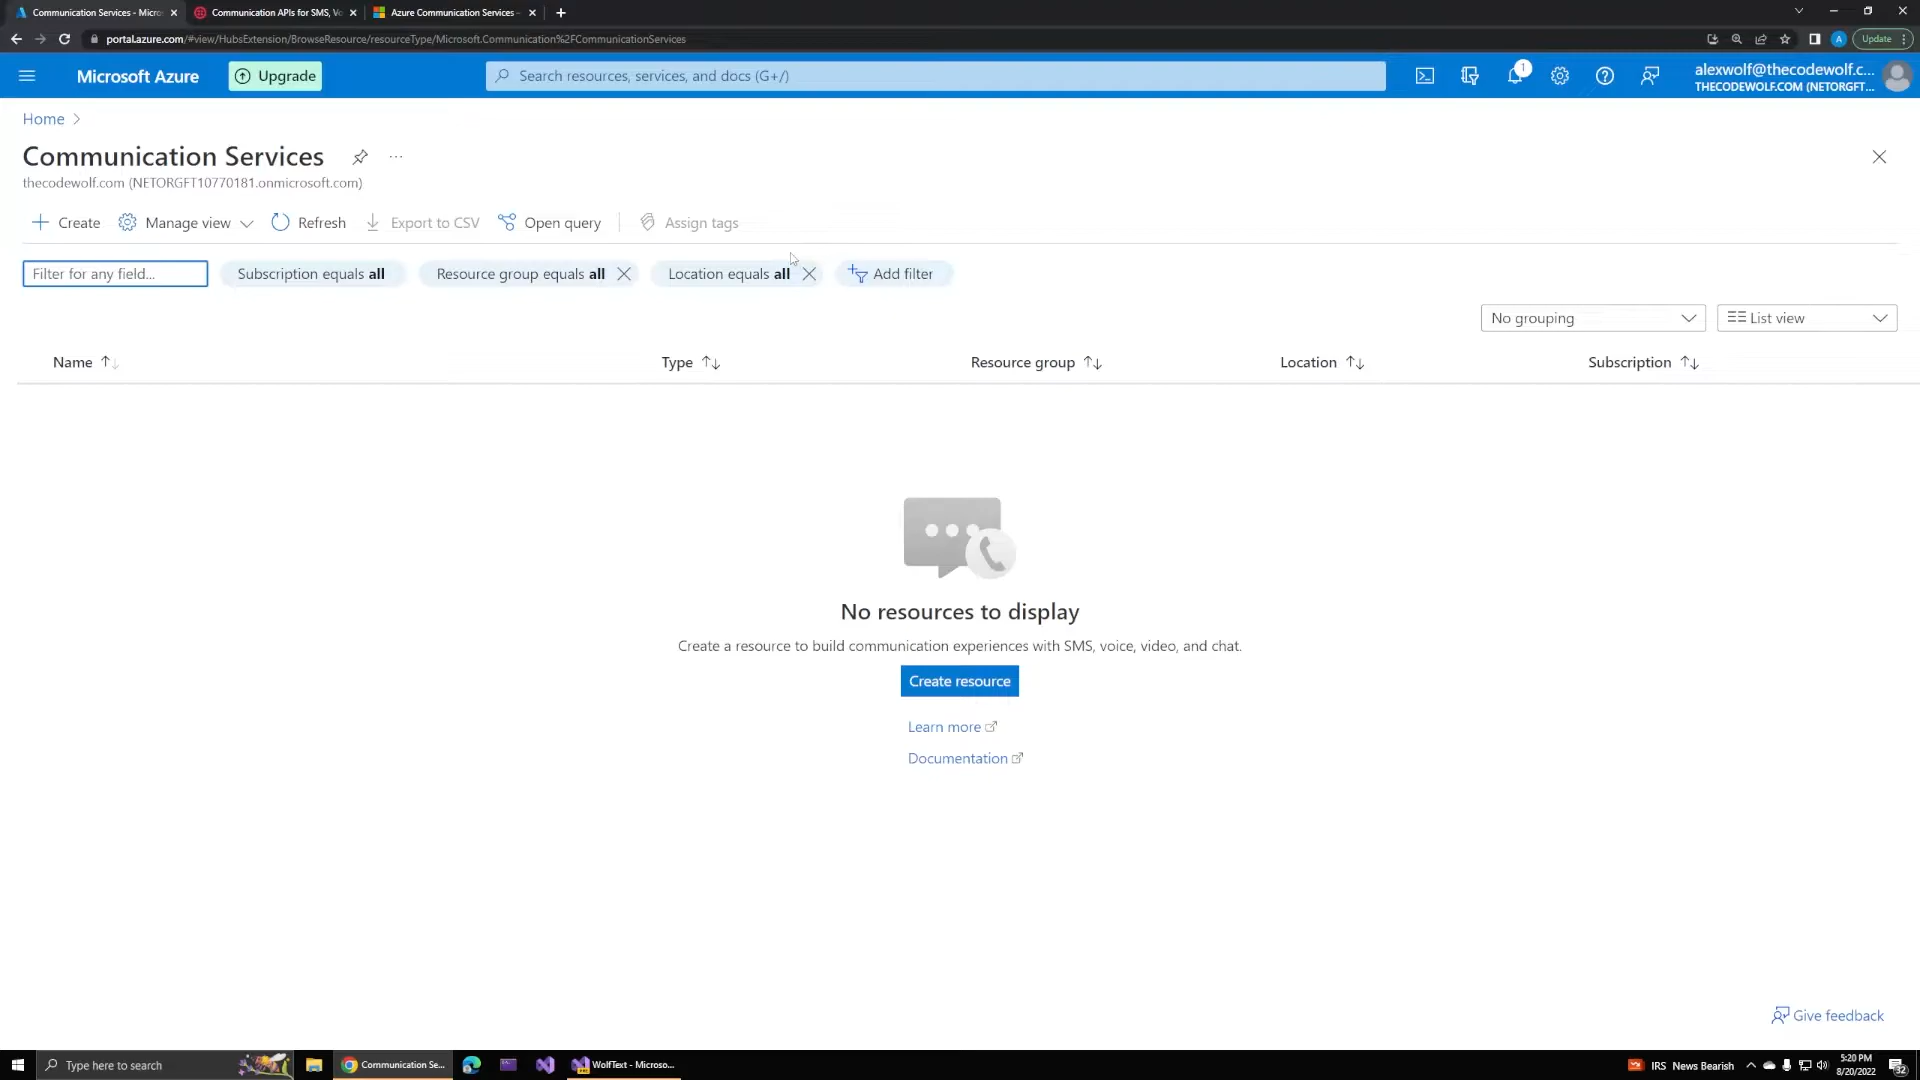 Communication Services - Micro
Communication APIs for SMS, Vo
Azure Communication Services -
portal.azure.com/#view/HubsExtension/BrowseResource/resourceType/Microsoft.Communication%2FCommunicationServices
A
Update
Microsoft Azure
Upgrade
Search resources, services, and docs (G+/)
1
alexwolf@thecodewolf.c...
THECODEWOLF.COM (NETORGFT...
Home
Communication Services
thecodewolf.com (NETORGFT10770181.onmicrosoft.com)
Create
Manage view
Refresh
Export to CSV
Open query
Assign tags
Filter for any field...
Subscription equals all
Resource group equals all
Location equals all
Add filter
No grouping
List view
Name
Type
Resource group
Location
Subscription
No resources to display
Create a resource to build communication experiences with SMS, voice, video, and chat.
Create resource
Learn more
Documentation
Give feedback
Type here to search
Communication Se...
WolfText - Microso...
IRS News Bearish
5:20 PM
8/20/2022
32